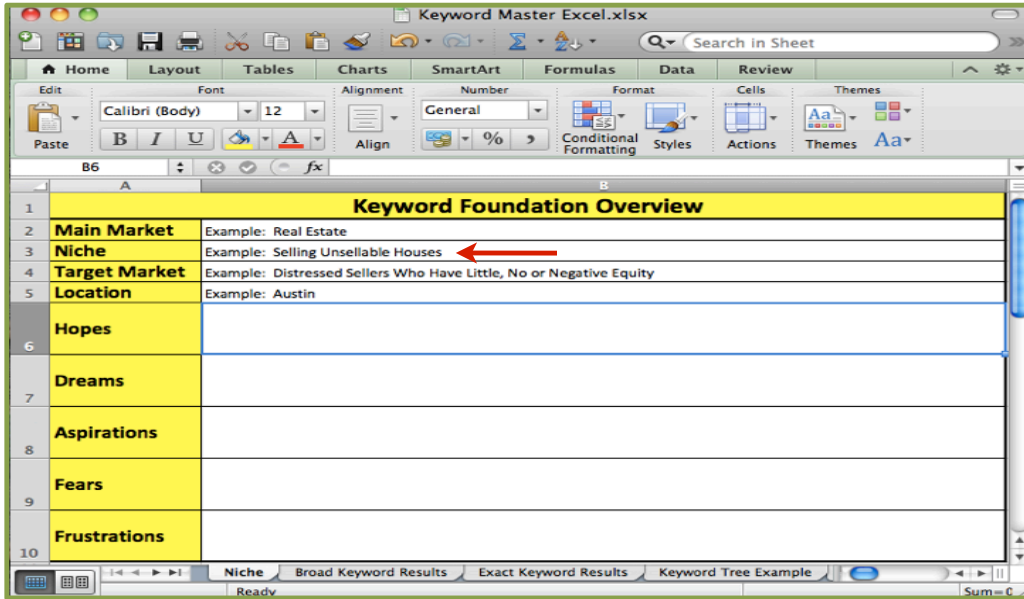 Keyword Master Excel.xlsx
Search in Sheet
Home Layout Tables Charts SmartArt Formulas Data Review
Edit Font Alignment Number Format Cells Themes
Calibri (Body) 12 General
Paste B I U A Align % , Conditional Formatting Styles Actions Themes Aa
B6 fx
A B
1 Keyword Foundation Overview
2 Main Market Example: Real Estate
3 Niche Example: Selling Unsellable Houses
4 Target Market Example: Distressed Sellers Who Have Little, No or Negative Equity
5 Location Example: Austin
6 Hopes
7 Dreams
8 Aspirations
9 Fears
10 Frustrations
Niche Broad Keyword Results Exact Keyword Results Keyword Tree Example
Ready Sum=0